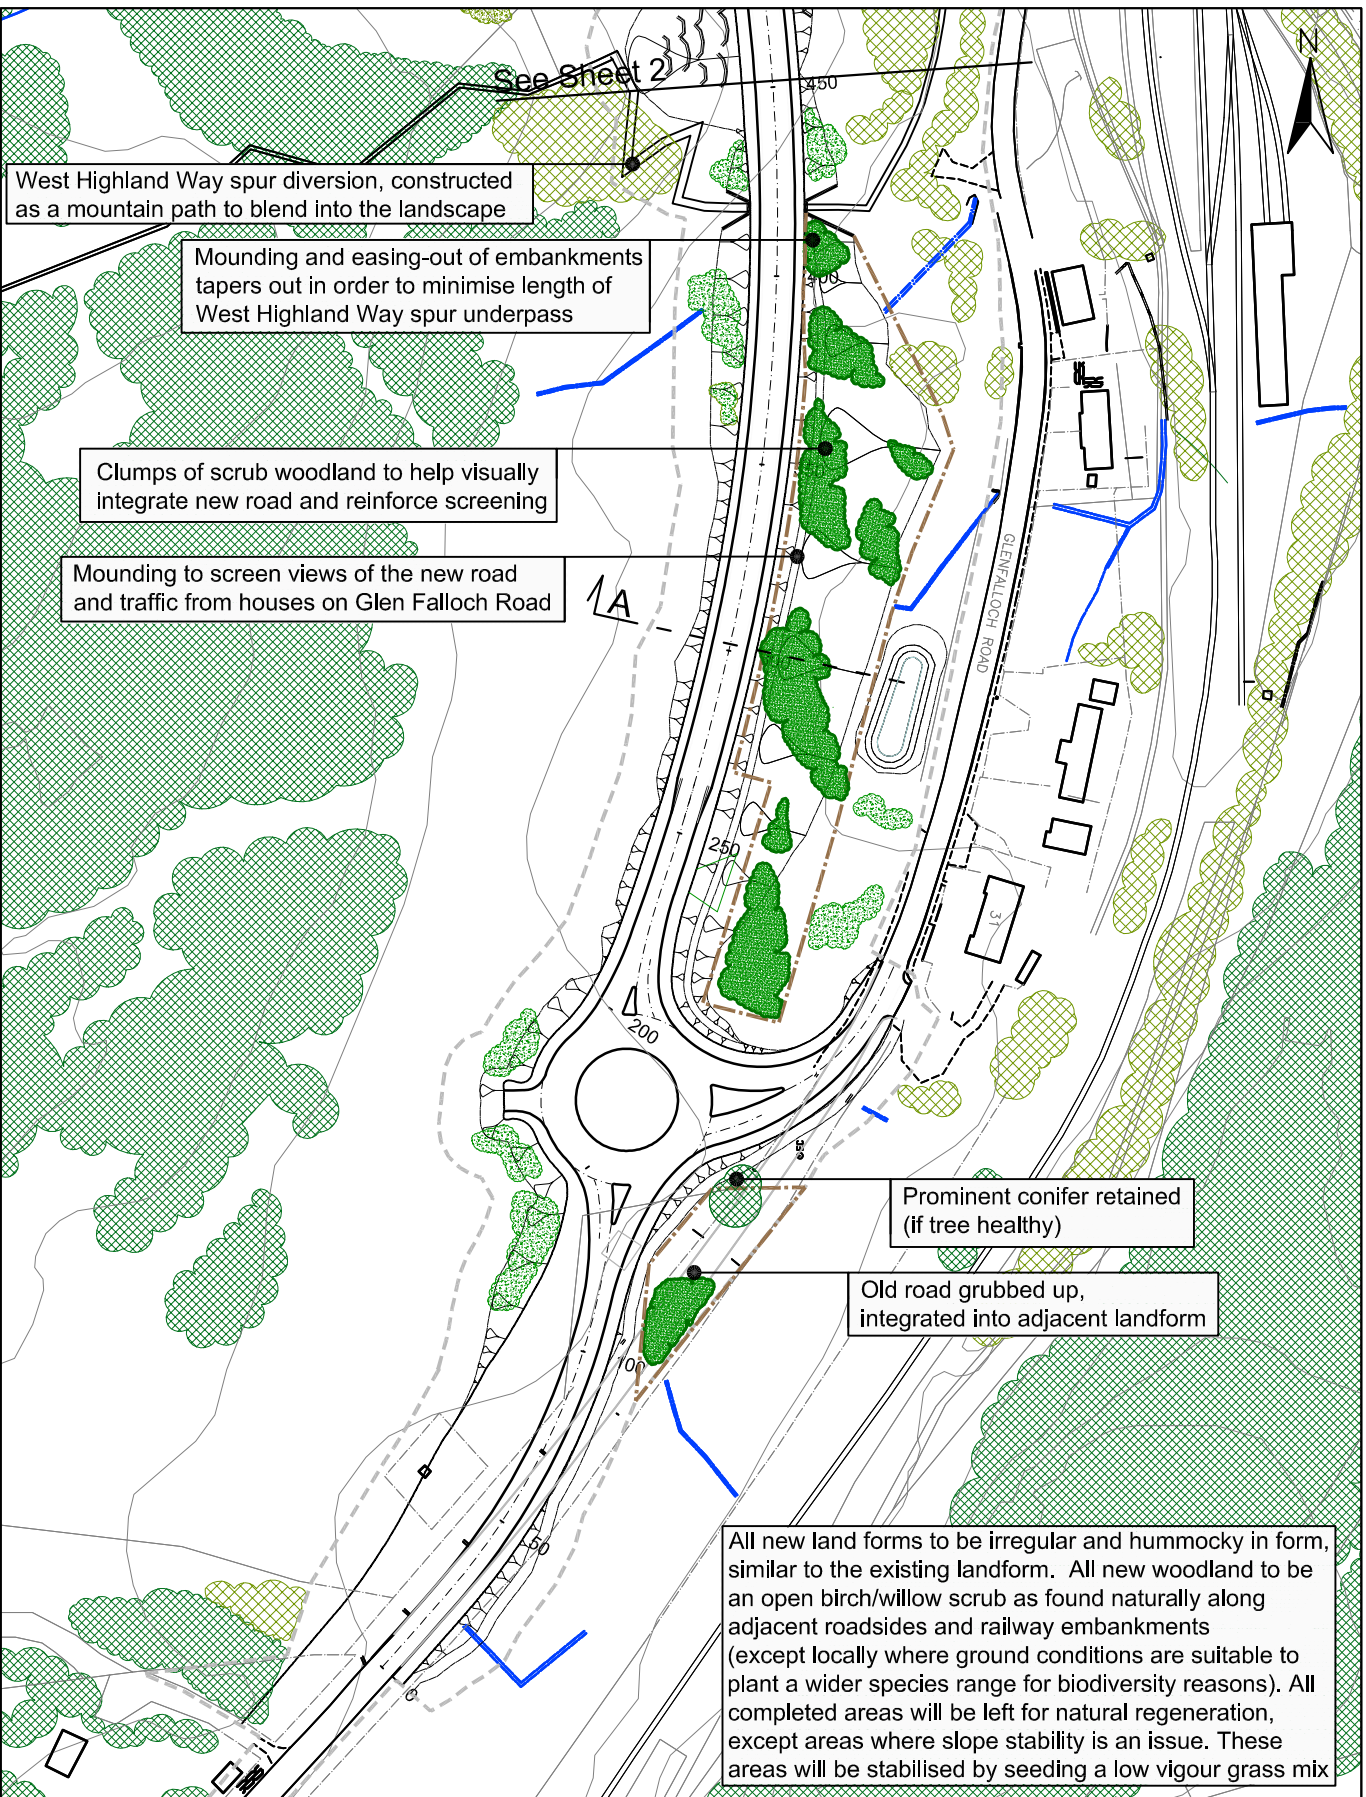 N
See Sheet 2
450
West Highland Way spur diversion, constructed
as a mountain path to blend into the landscape
Mounding and easing-out of embankments
tapers out in order to minimise length of
West Highland Way spur underpass
Clumps of scrub woodland to help visually
integrate new road and reinforce screening
Mounding to screen views of the new road
and traffic from houses on Glen Falloch Road
A
GLENFALLOCH ROAD
250
31
200
Prominent conifer retained
(if tree healthy)
Old road grubbed up,
integrated into adjacent landform
100
50
0
All new land forms to be irregular and hummocky in form,
similar to the existing landform. All new woodland to be
an open birch/willow scrub as found naturally along
adjacent roadsides and railway embankments
(except locally where ground conditions are suitable to
plant a wider species range for biodiversity reasons). All
completed areas will be left for natural regeneration,
except areas where slope stability is an issue. These
areas will be stabilised by seeding a low vigour grass mix